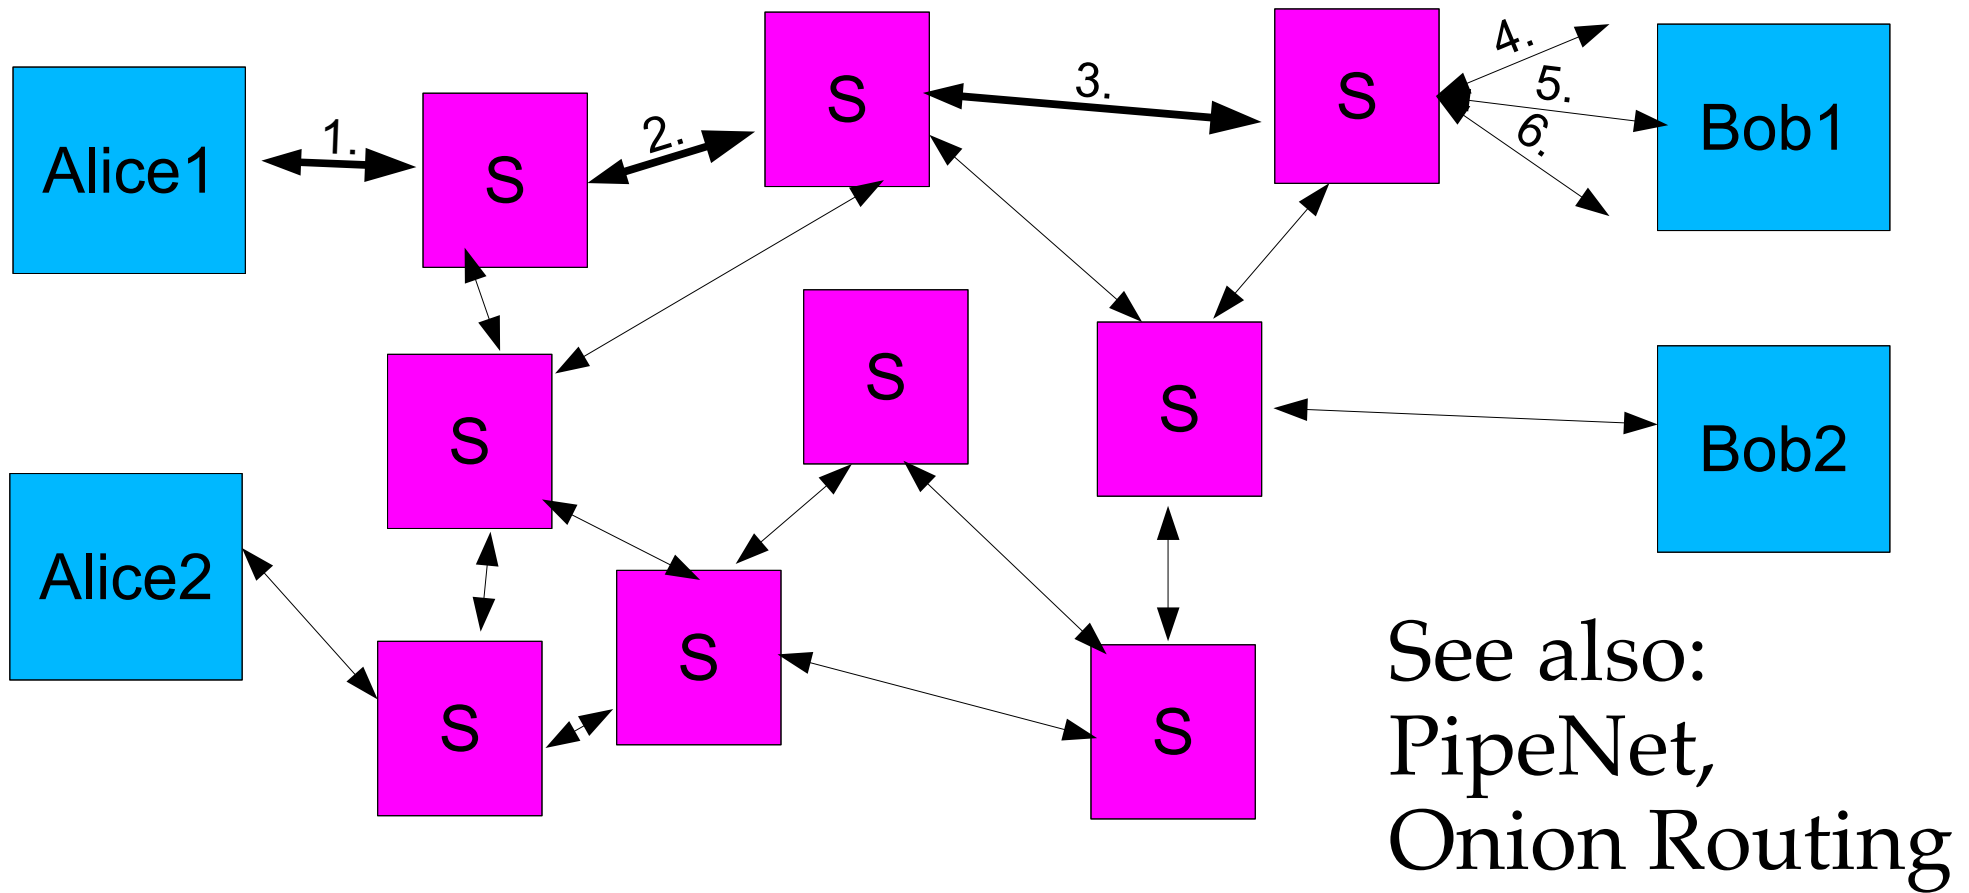 Alice1
1.
S
2.
S
3.
S
4.
5.
6.
Bob1
S
S
S
Bob2
Alice2
S
S
S
See also:
PipeNet,
Onion Routing